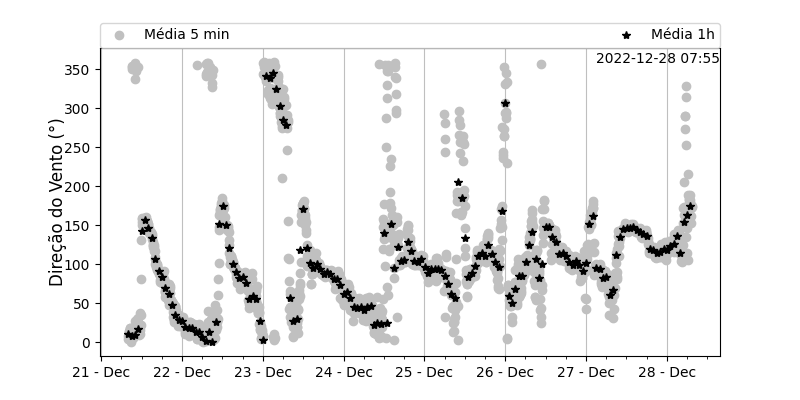 Média 5 min
Média 1h
2022-12-28 07:55
Direção do Vento (°)
350
300
250
200
150
100
50
0
21 - Dec
22 - Dec
23 - Dec
24 - Dec
25 - Dec
26 - Dec
27 - Dec
28 - Dec